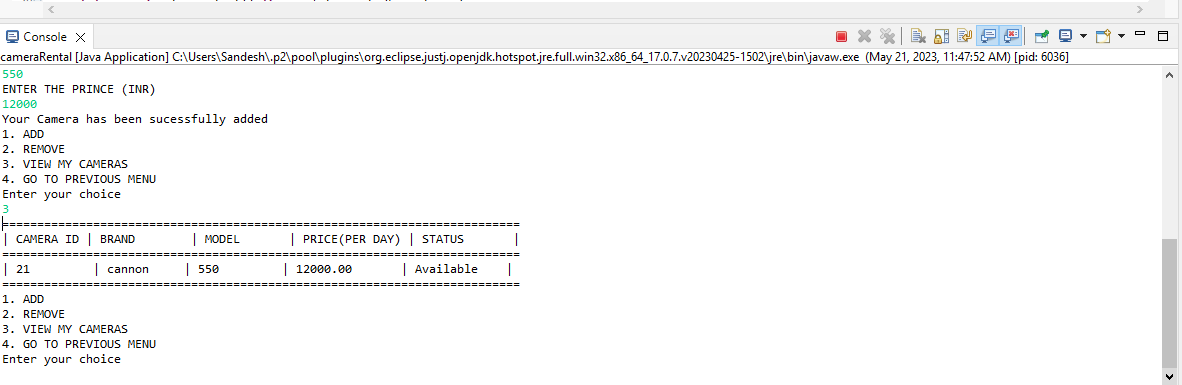 Console
cameraRental [Java Application] C:\Users\Sandesh\.p2\pool\plugins\org.eclipse.justj.openjdk.hotspot.jre.full.win32.x86_64_17.0.7.v20230425-1502\jre\bin\javaw.exe (May 21, 2023, 11:47:52 AM) [pid: 6036]
550
ENTER THE PRINCE (INR)
12000
Your Camera has been sucessfully added
1. ADD
2. REMOVE
3. VIEW MY CAMERAS
4. GO TO PREVIOUS MENU
Enter your choice
3
==========================================================================
| CAMERA ID | BRAND        | MODEL       | PRICE(PER DAY) | STATUS       |
==========================================================================
| 21         | cannon     | 550         | 12000.00       | Available    |
==========================================================================
1. ADD
2. REMOVE
3. VIEW MY CAMERAS
4. GO TO PREVIOUS MENU
Enter your choice